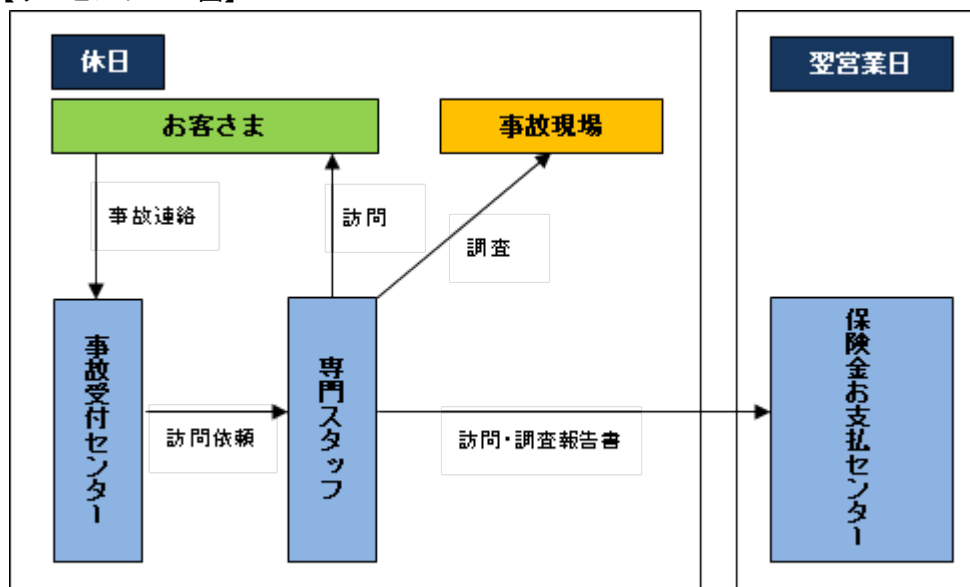 休日
翌営業日
お客さま
事故現場
事故連絡
訪問
調査
事故受付センター
訪問依頼
専門スタッフ
訪問・調査報告書
保険金お支払センター